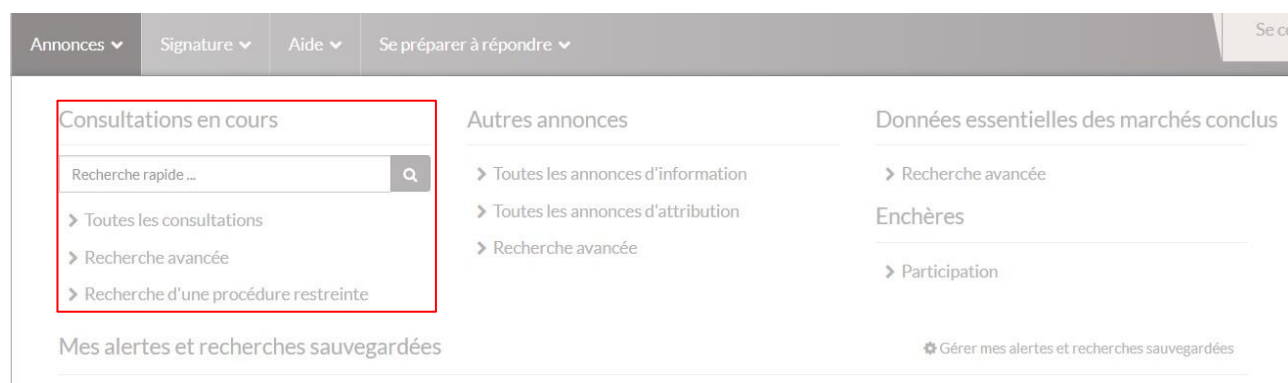 Annonces Signature Aide Se préparer à répondre
Consultations en cours
Recherche rapide ...
Toutes les consultations
Recherche avancée
Recherche d'une procédure restreinte
Autres annonces
Toutes les annonces d'information
Toutes les annonces d'attribution
Recherche avancée
Données essentielles des marchés conclus
Recherche avancée
Enchères
Participation
Mes alertes et recherches sauvegardées
Gérer mes alertes et recherches sauvegardées